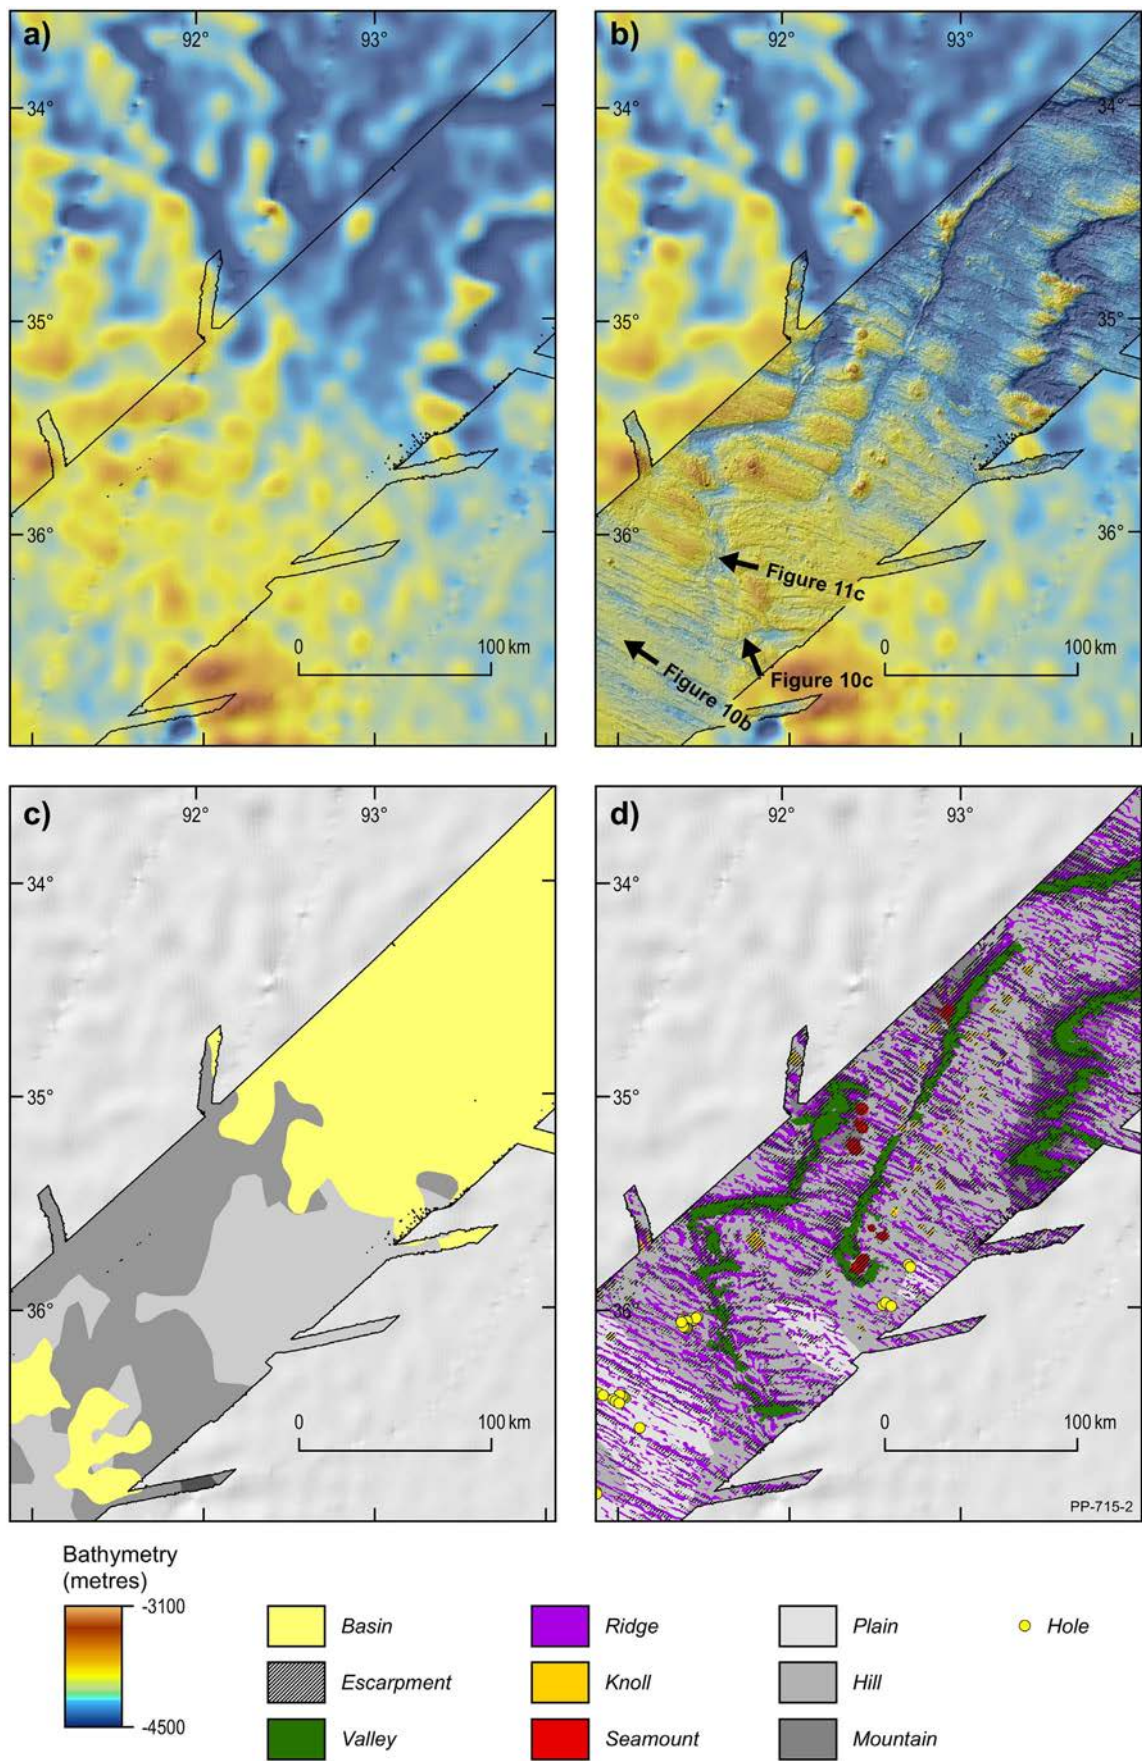 a)
92°
93°
34°
35°
36°
0
100 km
b)
92°
93°
34°
34°
35°
35°
36°
36°
Figure 11c
0
100 km
Figure 10c
Figure 10b
c)
92°
93°
34°
35°
36°
0
100 km
d)
92°
93°
34°
35°
36°
0
100 km
PP-715-2
Bathymetry
(metres)
-3100
-4500
Basin
Ridge
Plain
Hole
Escarpment
Knoll
Hill
Valley
Seamount
Mountain